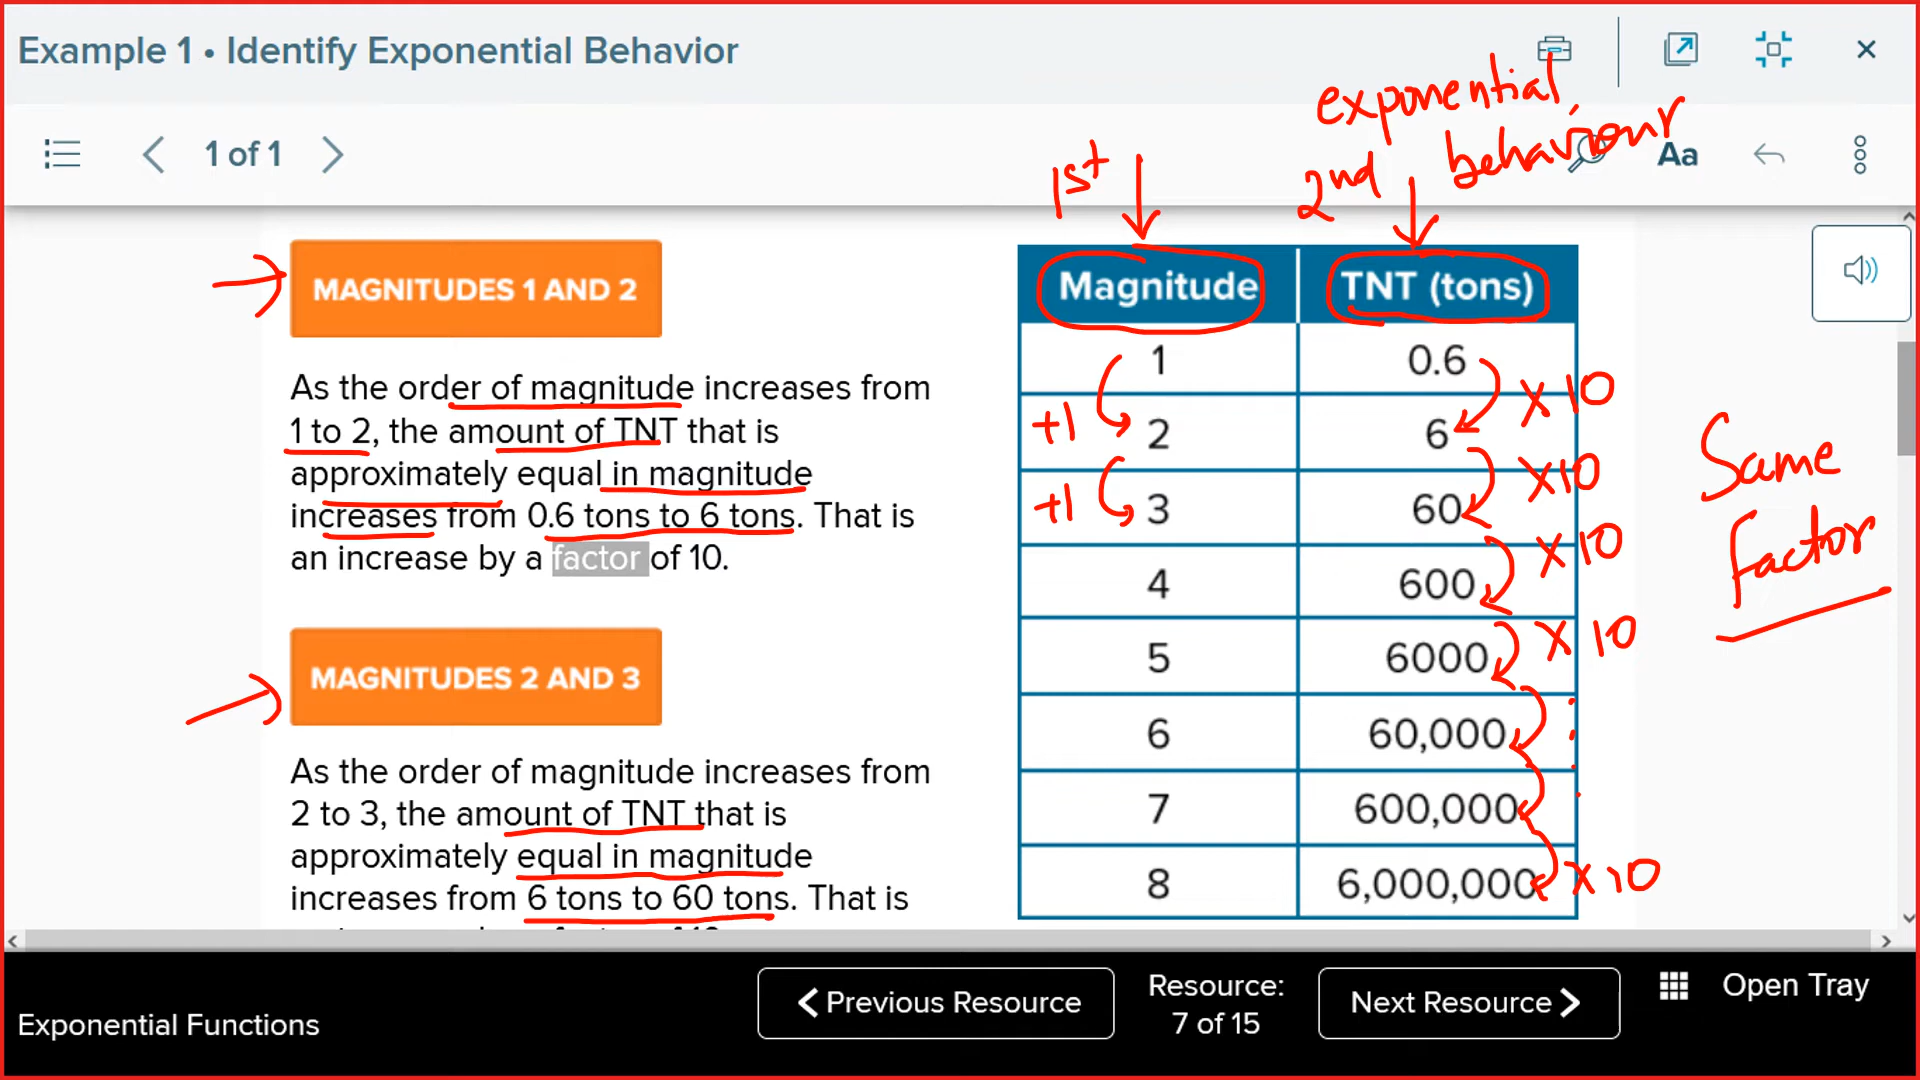 Example 1 • Identify Exponential Behavior
exponential
behaviour
1 of 1
1st
2nd
Aa
MAGNITUDES 1 AND 2
As the order of magnitude increases from
1 to 2, the amount of TNT that is
approximately equal in magnitude
increases from 0.6 tons to 6 tons. That is
an increase by a factor of 10.
MAGNITUDES 2 AND 3
As the order of magnitude increases from
2 to 3, the amount of TNT that is
approximately equal in magnitude
increases from 6 tons to 60 tons. That is
Magnitude TNT (tons)
1 0.6
x10
+1 2 6
x10
+1 3 60
x10
4 600
x10
5 6000
6 60,000
7 600,000
8 6,000,000 x10
Same
factor
Exponential Functions
Previous Resource
Resource:
7 of 15
Next Resource
Open Tray